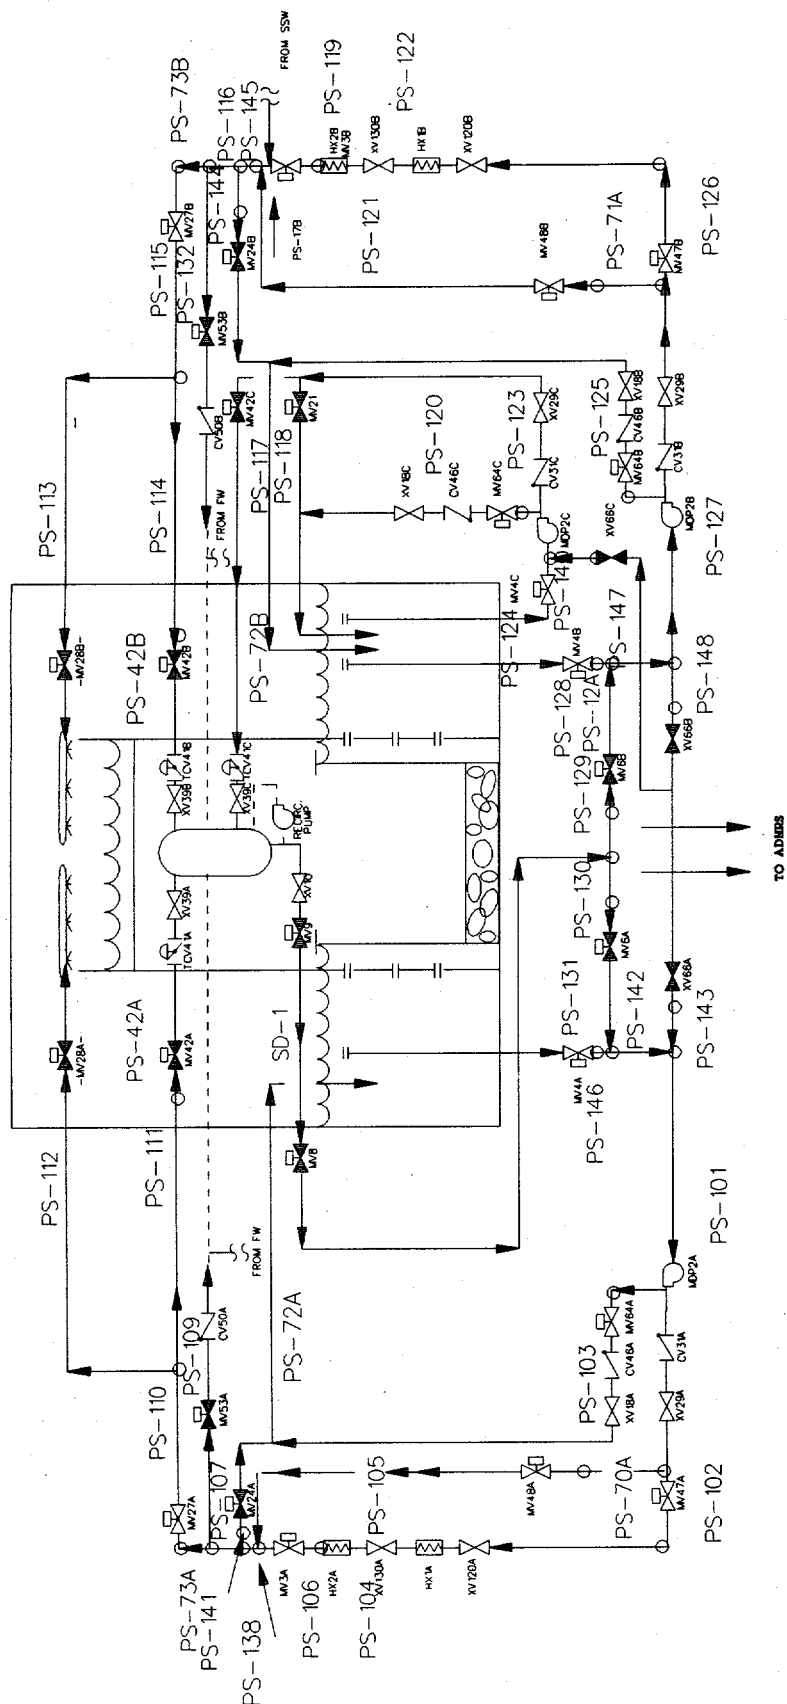 FROM SSW
PS-119
PS-122
PS-73B
PS-116
PS-145
HX2B
MV3B
XV130B
HX1B
XV120B
PS-144
MV27B
PS-115
PS-132
MV24B
PS-17B
PS-121
MV48B
PS-71A
MV47B
PS-126
MV53B
CV50B
MV42C
MV21
PS-120
PS-123
XV29C
PS-125
XV18B
CV46B
MV64B
XV29B
CV31B
PS-113
PS-114
PS-117
PS-118
XV18C
CV46C
MV64C
CV31C
MDP2C
XV66C
MDP2B
PS-127
FROM FW
MV4C
PS-147
PS-148
-MV28B-
MV42B
PS-42B
PS-72B
PS-124
MV4B
PS-128
PS-12A
XV66B
TCV41B
XV39B
TCV41C
XV39C
MV6B
PS-129
RECIRC.
PUMP
PS-130
TO ADHRS
XV39A
TCV41A
XV10
MV9
MV6A
PS-131
PS-142
XV66A
PS-143
-MV28A-
MV42A
PS-42A
SD-1
MV4A
PS-146
PS-112
PS-111
MV8
PS-101
FROM FW
MDP2A
PS-72A
CV50A
PS-109
PS-110
MV53A
PS-103
MV64A
CV46A
XV18A
CV31A
XV29A
PS-107
MV24A
MV27A
PS-105
MV48A
PS-70A
MV47A
PS-102
PS-73A
PS-141
PS-138
MV3A
PS-106
HX2A
PS-104
XV130A
HX1A
XV120A